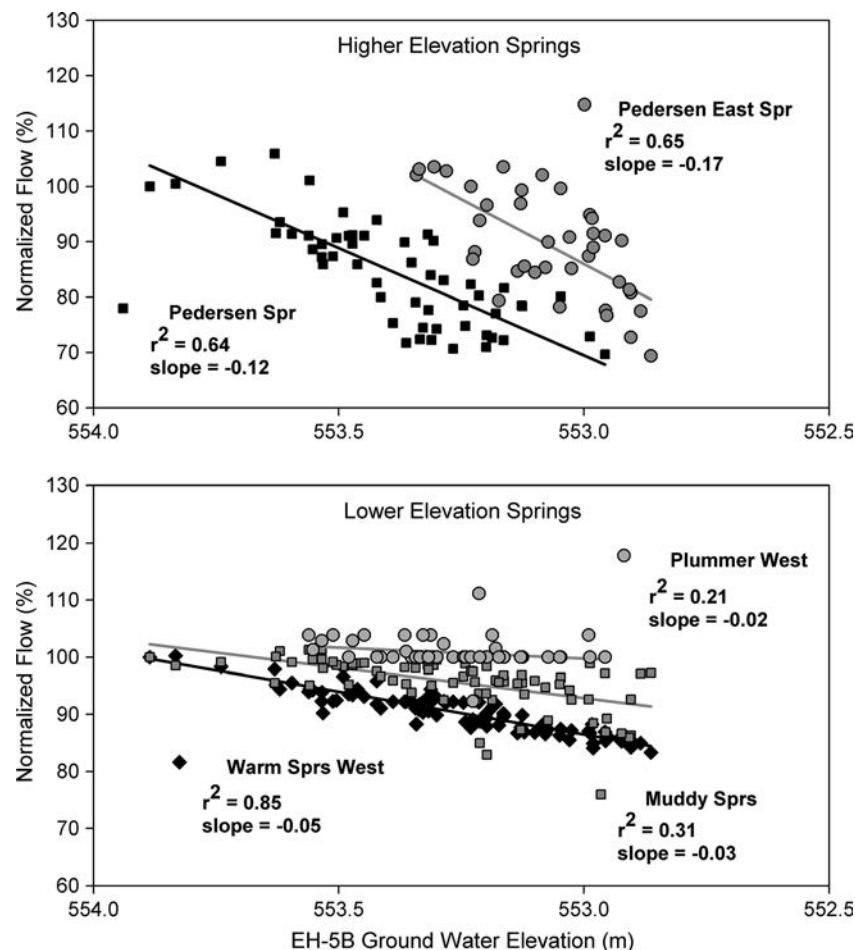 Higher Elevation Springs
Normalized Flow (%)
130
120
110
100
90
80
70
60
Pedersen East Spr
r2 = 0.65
slope = -0.17
Pedersen Spr
r2 = 0.64
slope = -0.12
554.0
553.5
553.0
552.5
Lower Elevation Springs
Normalized Flow (%)
130
120
110
100
90
80
70
60
Plummer West
r2 = 0.21
slope = -0.02
Warm Sprs West
r2 = 0.85
slope = -0.05
Muddy Sprs
r2 = 0.31
slope = -0.03
554.0
553.5
553.0
552.5
EH-5B Ground Water Elevation (m)